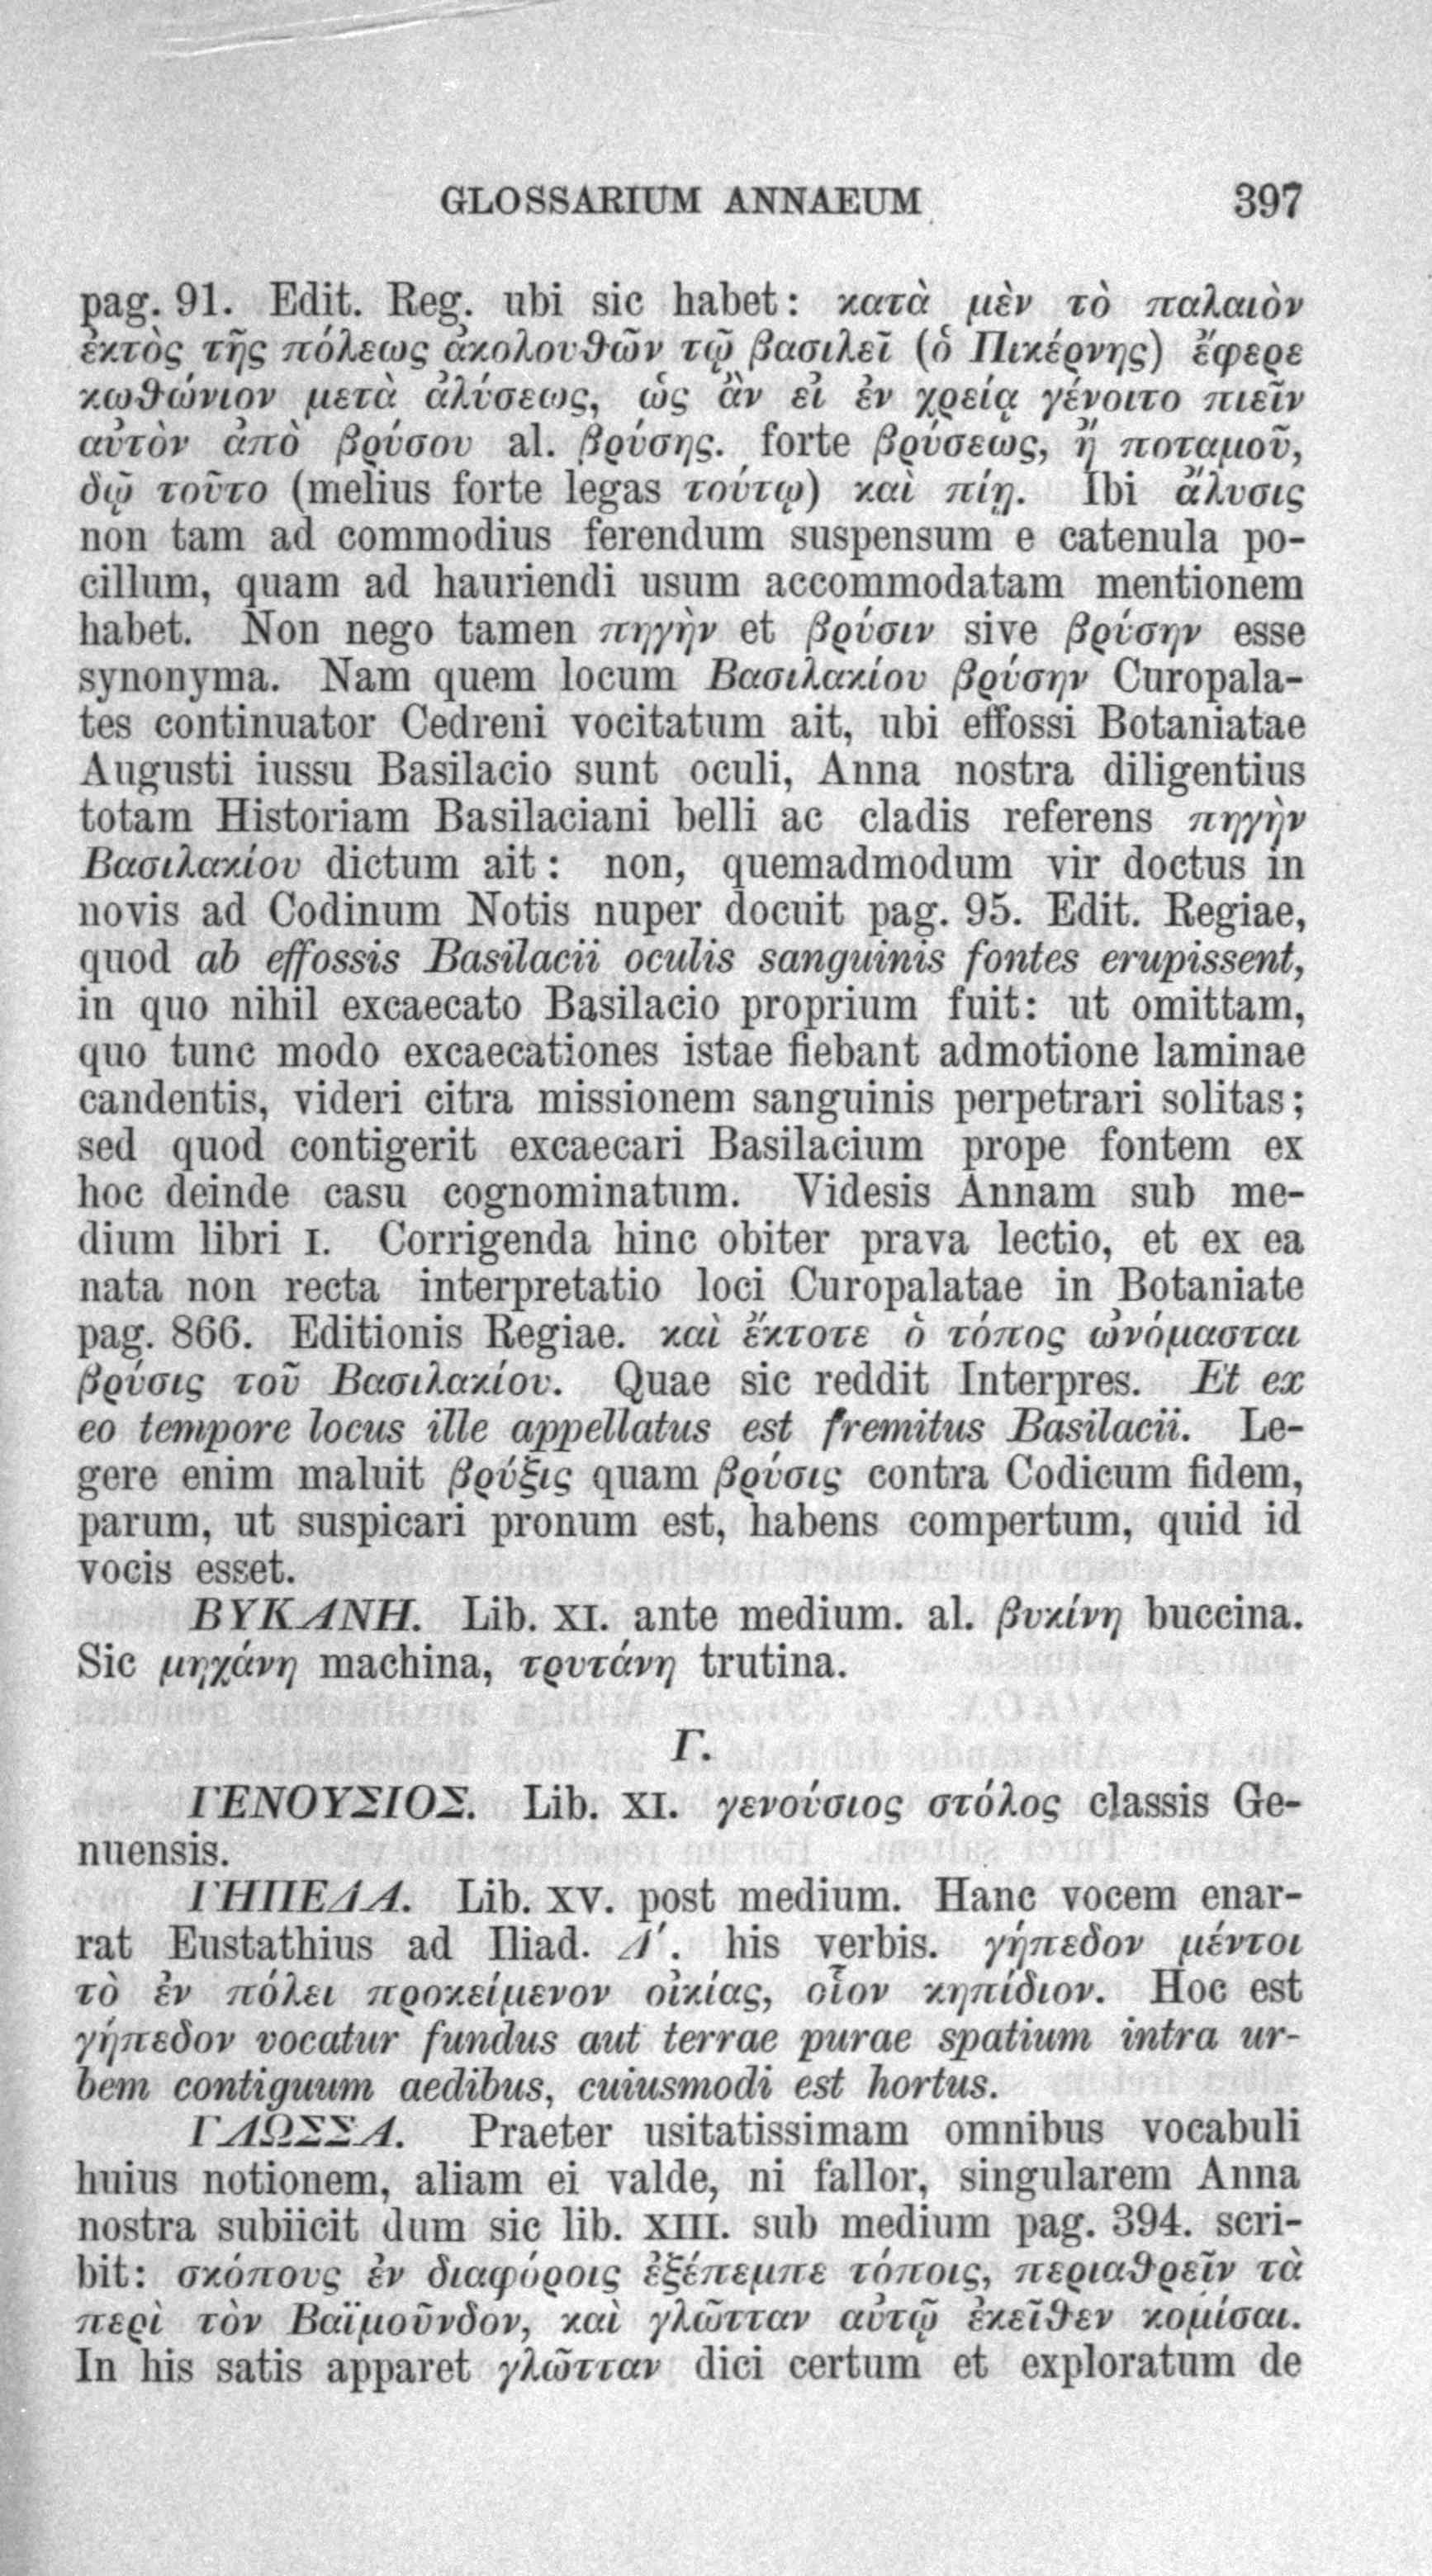 GLOSSARIUM ANNAEUM 397
pag. 91. Edit. Reg. ubi sic habet: κατὰ μὲν τὸ παλαιὸν
ἐκτὸς τῆς πόλεως ἀκολουθῶν τῷ βασιλεῖ (ὁ Πικέρνης) ἔφερε
κωθώνιον μετὰ ἁλύσεως, ὡς ἂν εἰ ἐν χρείᾳ γένοιτο πιεῖν
αὐτὸν ἀπὸ βρύσου al. βρύσης. forte βρύσεως, ἢ ποταμοῦ,
δῷ τοῦτο (melius forte legas τούτῳ) καὶ πίῃ. Ibi ἅλυσις
non tam ad commodius ferendum suspensum e catenula po-
cillum, quam ad hauriendi usum accommodatam mentionem
habet. Non nego tamen πηγὴν et βρύσιν sive βρύσην esse
synonyma. Nam quem locum Βασιλακίου βρύσην Curopala-
tes continuator Cedreni vocitatum ait, ubi effossi Botaniatae
Augusti iussu Basilacio sunt oculi, Anna nostra diligentius
totam Historiam Basilaciani belli ac cladis referens πηγὴν
Βασιλακίου dictum ait: non, quemadmodum vir doctus in
novis ad Codinum Notis nuper docuit pag. 95. Edit. Regiae,
quod ab effossis Basilacii oculis sanguinis fontes erupissent,
in quo nihil excaecato Basilacio proprium fuit: ut omittam,
quo tunc modo excaecationes istae fiebant admotione laminae
candentis, videri citra missionem sanguinis perpetrari solitas;
sed quod contigerit excaecari Basilacium prope fontem ex
hoc deinde casu cognominatum. Videsis Annam sub me-
dium libri I. Corrigenda hinc obiter prava lectio, et ex ea
nata non recta interpretatio loci Curopalatae in Botaniate
pag. 866. Editionis Regiae. καὶ ἔκτοτε ὁ τόπος ὠνόμασται
βρύσις τοῦ Βασιλακίου. Quae sic reddit Interpres. Et ex
eo tempore locus ille appellatus est fremitus Basilacii. Le-
gere enim maluit βρύξις quam βρύσις contra Codicum fidem,
parum, ut suspicari pronum est, habens compertum, quid id
vocis esset.
ΒΥΚΑΝΗ. Lib. XI. ante medium. al. βυκίνη buccina.
Sic μηχάνη machina, τρυτάνη trutina.
Γ.
ΓΕΝΟΥΣΙΟΣ. Lib. XI. γενούσιος στόλος classis Ge-
nuensis.
ΓΗΠΕΔΑ. Lib. XV. post medium. Hanc vocem enar-
rat Eustathius ad Iliad. Δ΄. his verbis. γήπεδον μέντοι
τὸ ἐν πόλει προκείμενον οἰκίας, οἷον κηπίδιον. Hoc est
γήπεδον vocatur fundus aut terrae purae spatium intra ur-
bem contiguum aedibus, cuiusmodi est hortus.
ΓΛΩΣΣΑ. Praeter usitatissimam omnibus vocabuli
huius notionem, aliam ei valde, ni fallor, singularem Anna
nostra subiicit dum sic lib. XIII. sub medium pag. 394. scri-
bit: σκόπους ἐν διαφόροις ἐξέπεμπε τόποις, περιαθρεῖν τὰ
περὶ τὸν Βαϊμοῦνδον, καὶ γλῶτταν αὐτῷ ἐκεῖθεν κομίσαι.
In his satis apparet γλῶτταν dici certum et exploratum de